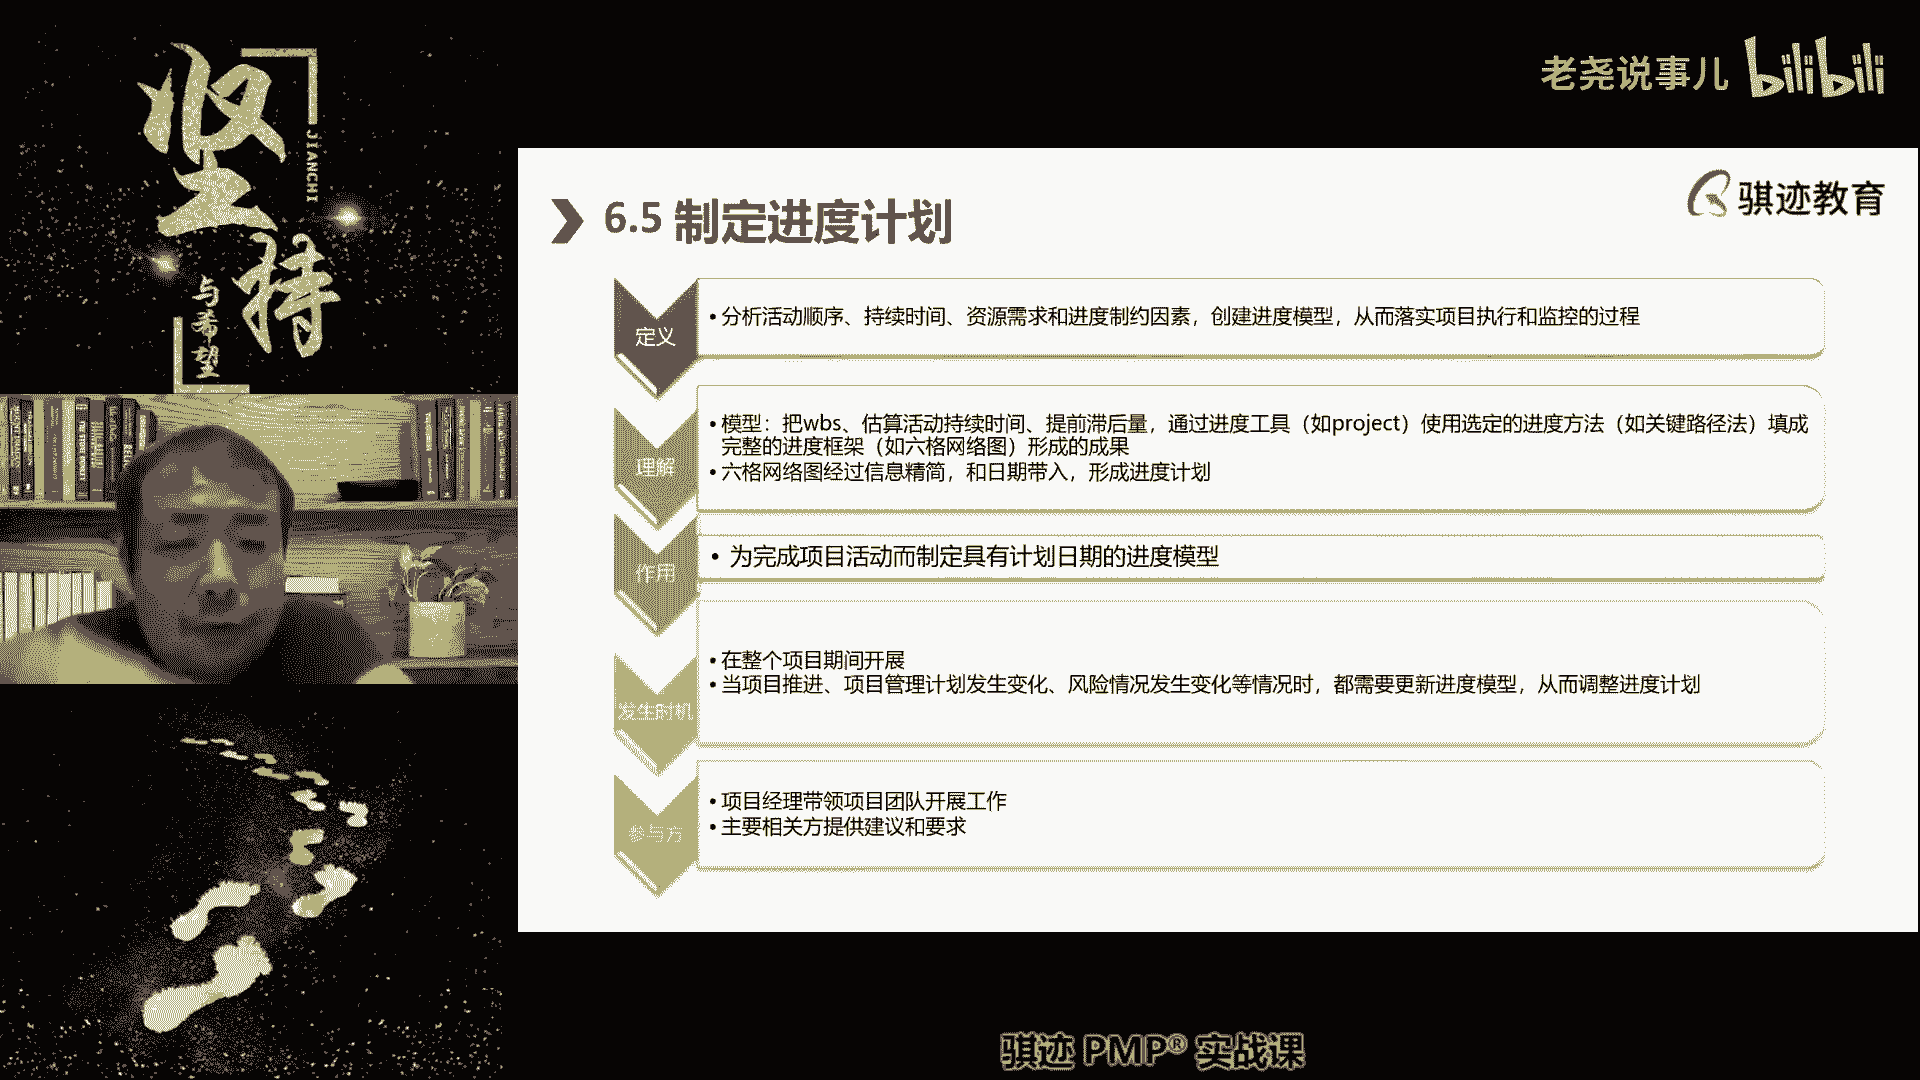 坚持
JIANCHI
与希望
老尧说事儿 bilibili
骐迹教育
6.5 制定进度计划
定义
• 分析活动顺序、持续时间、资源需求和进度制约因素，创建进度模型，从而落实项目执行和监控的过程
理解
• 模型：把wbs、估算活动持续时间、提前滞后量，通过进度工具（如project）使用选定的进度方法（如关键路径法）填成
完整的进度框架（如六格网络图）形成的成果
• 六格网络图经过信息精简，和日期带入，形成进度计划
作用
• 为完成项目活动而制定具有计划日期的进度模型
发生时机
• 在整个项目期间开展
• 当项目推进、项目管理计划发生变化、风险情况发生变化等情况时，都需要更新进度模型，从而调整进度计划
参与方
• 项目经理带领项目团队开展工作
• 主要相关方提供建议和要求
骐迹 PMP® 实战课